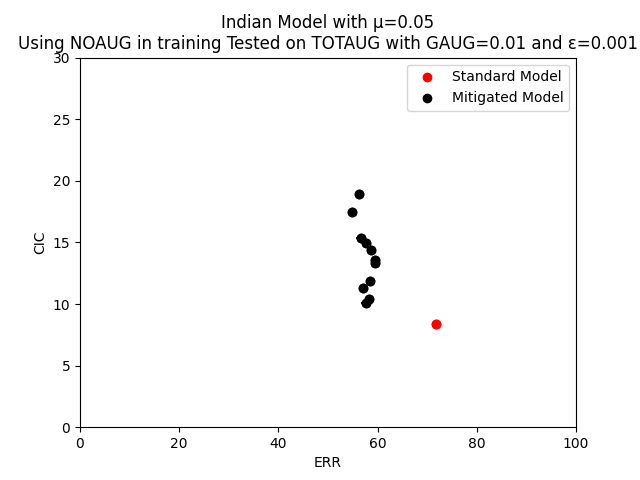 Indian Model with μ=0.05
Using NOAUG in training Tested on TOTAUG with GAUG=0.01 and ε=0.001
Standard Model
Mitigated Model
30
25
20
15
10
5
0
CIC
0 20 40 60 80 100
ERR